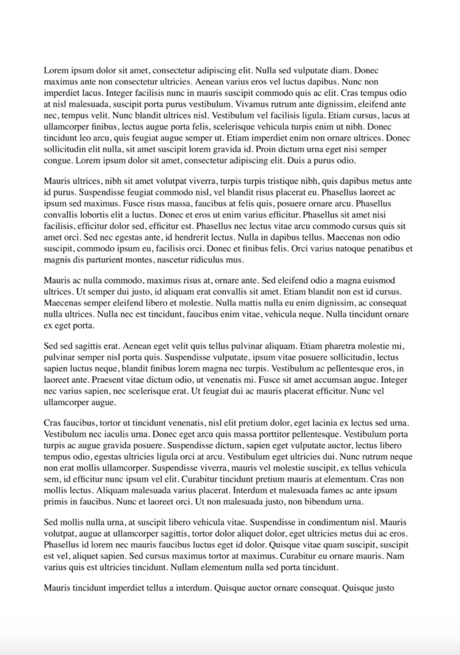 Lorem ipsum dolor sit amet, consectetur adipiscing elit. Nulla sed vulputate diam. Donec
maximus ante non consectetur ultricies. Aenean varius eros vel luctus dapibus. Nunc non
imperdiet lacus. Integer facilisis nunc in mauris suscipit commodo quis ac elit. Cras tempus odio
at nisl malesuada, suscipit porta purus vestibulum. Vivamus rutrum ante dignissim, eleifend ante
nec, tempus velit. Nunc blandit ultrices nisl. Vestibulum vel facilisis ligula. Etiam cursus, lacus at
ullamcorper finibus, lectus augue porta felis, scelerisque vehicula turpis enim ut nibh. Donec
tincidunt leo arcu, quis feugiat augue semper ut. Etiam imperdiet enim non ornare ultrices. Donec
sollicitudin elit nulla, sit amet suscipit lorem gravida id. Proin dictum urna eget nisi semper
congue. Lorem ipsum dolor sit amet, consectetur adipiscing elit. Duis a purus odio.
Mauris ultrices, nibh sit amet volutpat viverra, turpis turpis tristique nibh, quis dapibus metus ante
id purus. Suspendisse feugiat commodo nisl, vel blandit risus placerat eu. Phasellus laoreet ac
ipsum sed maximus. Fusce risus massa, faucibus at felis quis, posuere ornare arcu. Phasellus
convallis lobortis elit a luctus. Donec et eros ut enim varius efficitur. Phasellus sit amet nisi
facilisis, efficitur dolor sed, efficitur est. Phasellus nec lectus vitae arcu commodo cursus quis sit
amet orci. Sed nec egestas ante, id hendrerit lectus. Nulla in dapibus tellus. Maecenas non odio
suscipit, commodo ipsum eu, facilisis orci. Donec et finibus felis. Orci varius natoque penatibus et
magnis dis parturient montes, nascetur ridiculus mus.
Mauris ac nulla commodo, maximus risus at, ornare ante. Sed eleifend odio a magna euismod
ultrices. Ut semper dui justo, id aliquam erat convallis sit amet. Etiam blandit non est id cursus.
Maecenas semper eleifend libero et molestie. Nulla mattis nulla eu enim dignissim, ac consequat
nulla ultrices. Nulla nec est tincidunt, faucibus enim vitae, vehicula neque. Nulla tincidunt ornare
ex eget porta.
Sed sed sagittis erat. Aenean eget velit quis tellus pulvinar aliquam. Etiam pharetra molestie mi,
pulvinar semper nisl porta quis. Suspendisse vulputate, ipsum vitae posuere sollicitudin, lectus
sapien luctus neque, blandit finibus lorem magna nec turpis. Vestibulum ac pellentesque eros, in
laoreet ante. Praesent vitae dictum odio, ut venenatis mi. Fusce sit amet accumsan augue. Integer
nec varius sapien, nec scelerisque erat. Ut feugiat dui ac mauris placerat efficitur. Nunc vel
ullamcorper augue.
Cras faucibus, tortor ut tincidunt venenatis, nisl elit pretium dolor, eget lacinia ex lectus sed urna.
Vestibulum nec iaculis urna. Donec eget arcu quis massa porttitor pellentesque. Vestibulum porta
turpis ac augue gravida posuere. Suspendisse dictum, sapien eget vulputate auctor, lectus libero
tempus odio, egestas ultricies ligula orci at arcu. Vestibulum eget ultricies dui. Nunc rutrum neque
non erat mollis ullamcorper. Suspendisse viverra, mauris vel molestie suscipit, ex tellus vehicula
sem, id efficitur nunc ipsum vel elit. Curabitur tincidunt pretium mauris at elementum. Cras non
mollis lectus. Aliquam malesuada varius placerat. Interdum et malesuada fames ac ante ipsum
primis in faucibus. Nunc et laoreet orci. Ut non malesuada justo, non bibendum urna.
Sed mollis nulla urna, at suscipit libero vehicula vitae. Suspendisse in condimentum nisl. Mauris
volutpat, augue at ullamcorper sagittis, tortor dolor aliquet dolor, eget ultricies metus dui ac eros.
Phasellus id lorem nec mauris faucibus luctus eget id dolor. Quisque vitae quam suscipit, suscipit
est vel, aliquet sapien. Sed cursus maximus tortor at maximus. Curabitur eu ornare mauris. Nam
varius quis est ultricies tincidunt. Nullam elementum nulla sed porta tincidunt.
Mauris tincidunt imperdiet tellus a interdum. Quisque auctor ornare consequat. Quisque justo